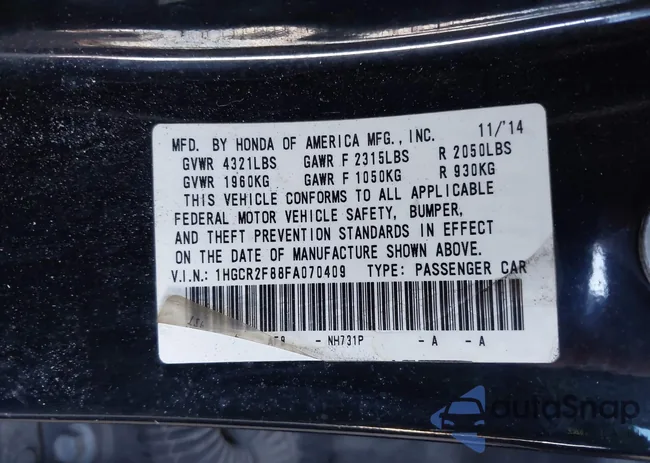 MFD. BY HONDA OF AMERICA MFG., INC. 11/'14
GVWR 4321LBS GAWR F 2315LBS R 2050LBS
GVWR 1960KG GAWR F 1050KG R 930KG
THIS VEHICLE CONFORMS TO ALL APPLICABLE
FEDERAL MOTOR VEHICLE SAFETY, BUMPER,
AND THEFT PREVENTION STANDARDS IN EFFECT
ON THE DATE OF MANUFACTURE SHOWN ABOVE.
V.I.N.: 1HGCR2F88FA070409 TYPE: PASSENGER CAR
- NH731P - A - A
autoSnap